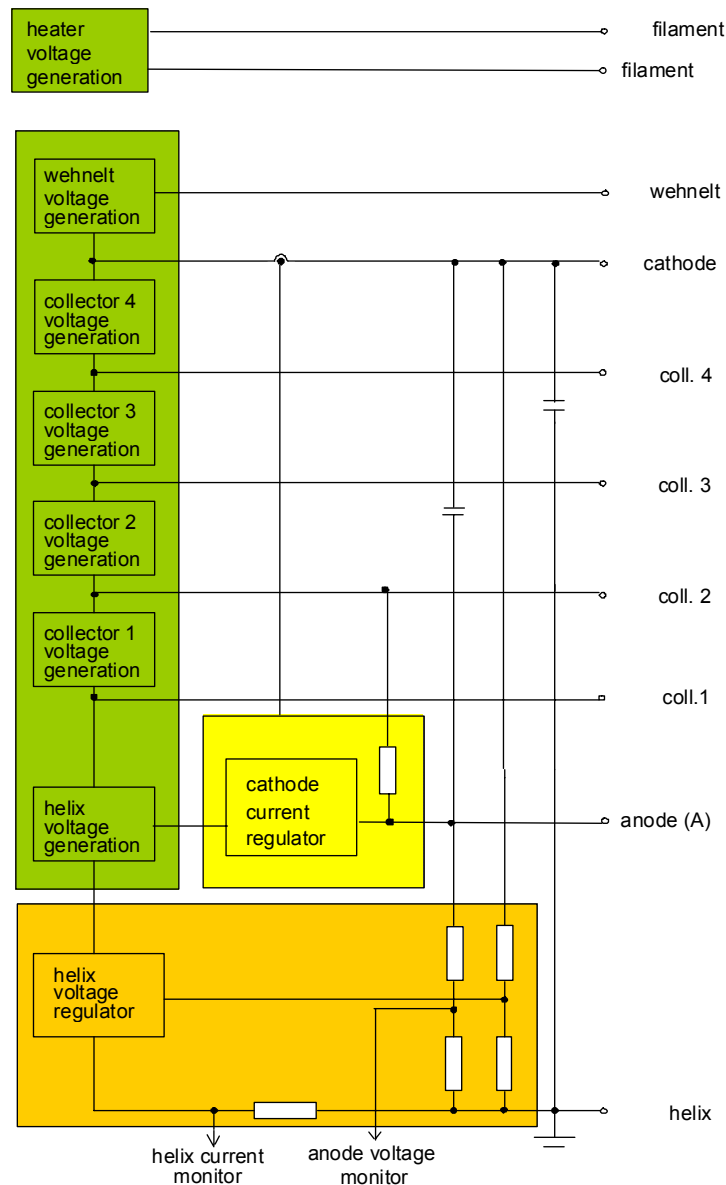 heater
voltage
generation
filament
filament
wehnelt
voltage
generation
wehnelt
cathode
collector 4
voltage
generation
coll. 4
collector 3
voltage
generation
coll. 3
collector 2
voltage
generation
coll. 2
collector 1
voltage
generation
coll.1
helix
voltage
generation
cathode
current
regulator
anode (A)
helix
voltage
regulator
helix
helix current
monitor
anode voltage
monitor